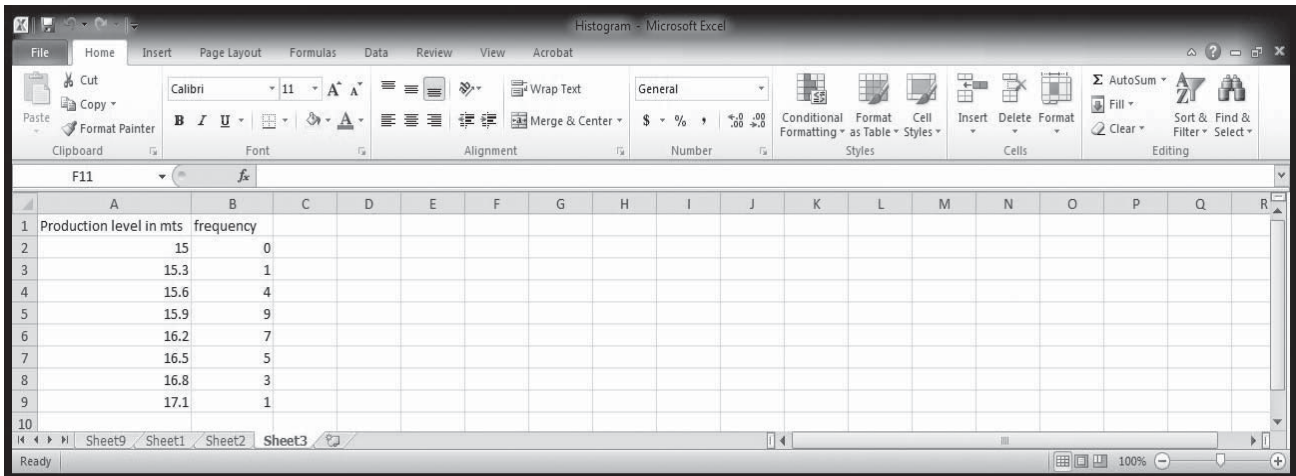 Histogram - Microsoft Excel
File Home Insert Page Layout Formulas Data Review View Acrobat
Cut
Copy
Format Painter
Paste
Calibri 11 A A
B I U A
Wrap Text
Merge & Center
General
$ % , .0 .00 .00 .0
Conditional Formatting
Format as Table
Cell Styles
Insert Delete Format
Σ AutoSum
Fill
Clear
Sort & Filter
Find & Select
Clipboard Font Alignment Number Styles Cells Editing
F11 fx
A B C D E F G H I J K L M N O P Q R
1 Production level in mts frequency
2 15 0
3 15.3 1
4 15.6 4
5 15.9 9
6 16.2 7
7 16.5 5
8 16.8 3
9 17.1 1
10
Sheet9 Sheet1 Sheet2 Sheet3
Ready 100%